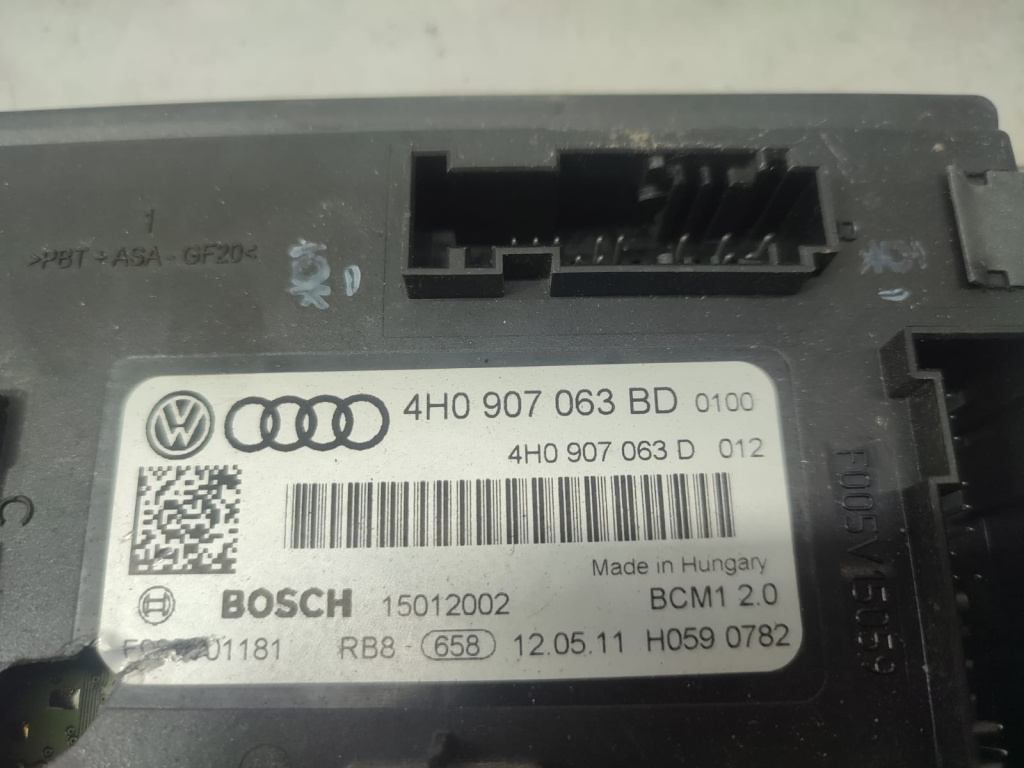 1
>PBT+ASA-GF20<
D
4H0 907 063 BD 0100
4H0 907 063 D 012
Made in Hungary
BOSCH 15012002 BCM1 2.0
RB8 - 658 12.05.11 H059 0782
F005V15059
C